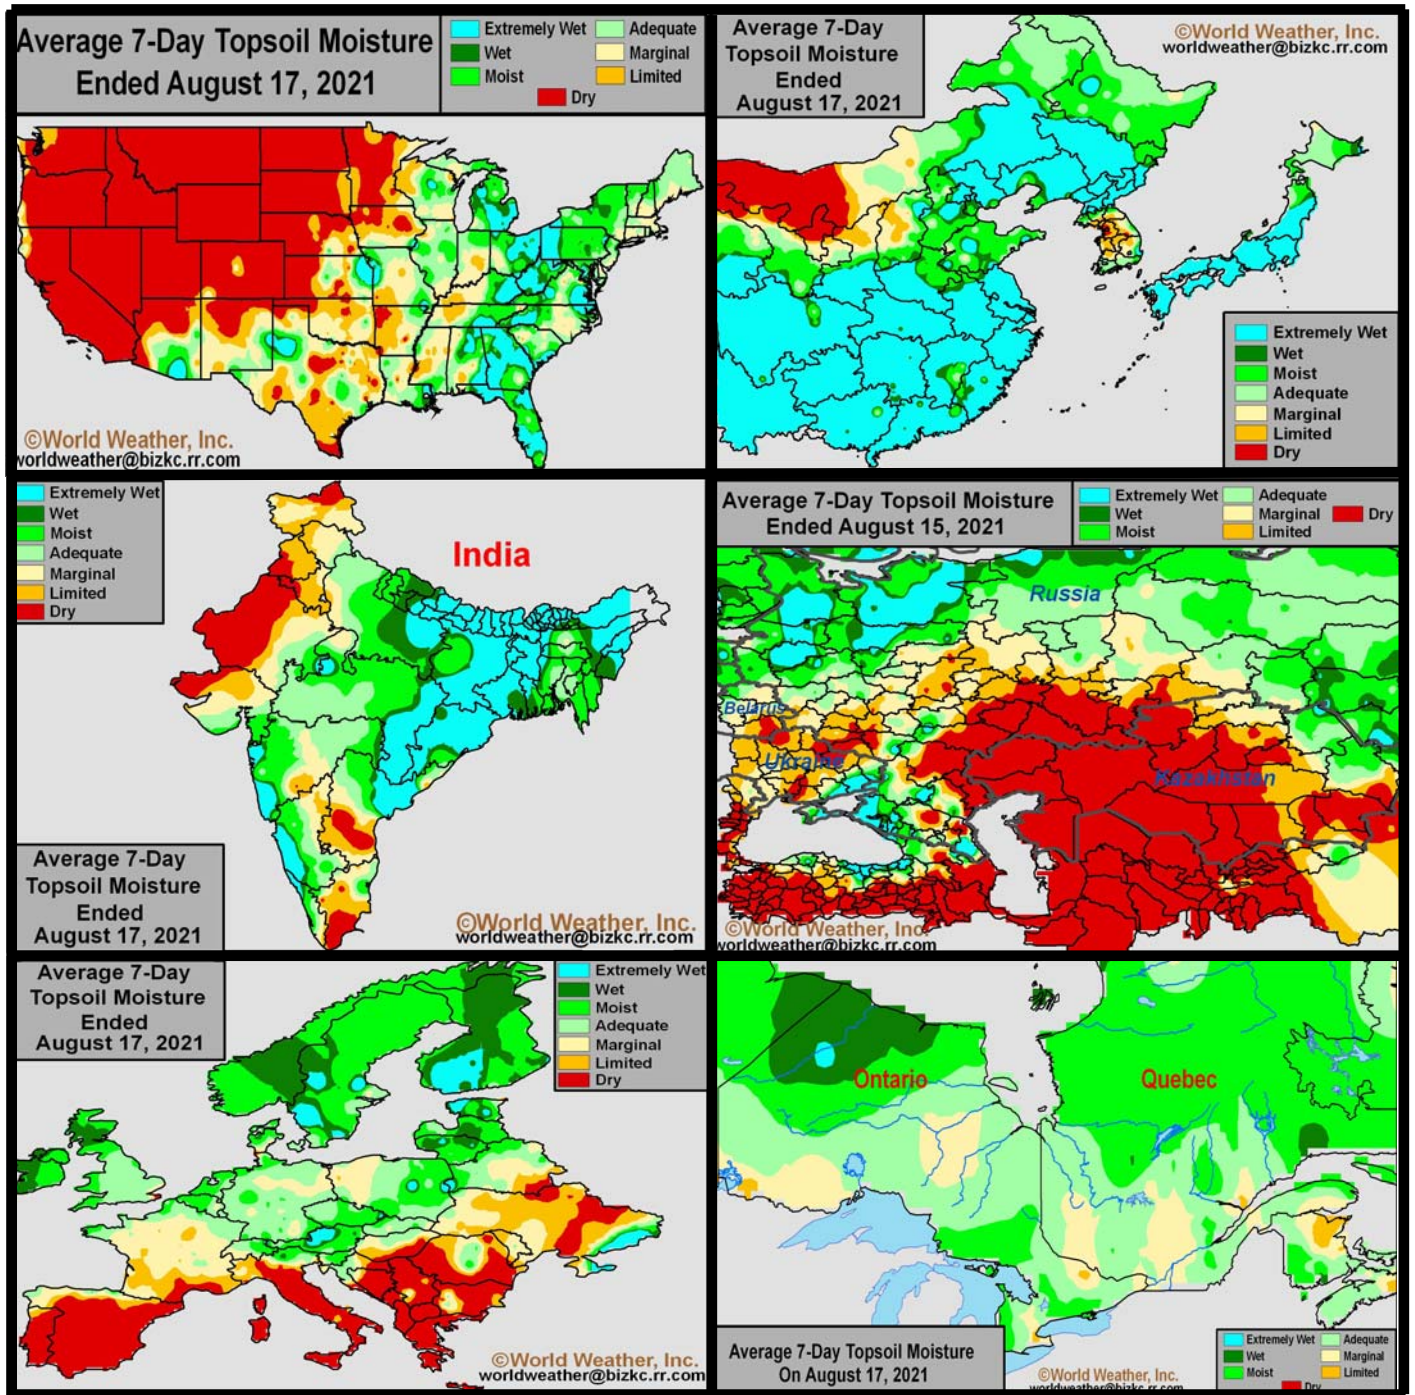 Average 7-Day Topsoil Moisture
Ended August 17, 2021
Extremely Wet
Wet
Moist
Adequate
Marginal
Limited
Dry
©World Weather, Inc.
worldweather@bizkc.rr.com
Average 7-Day
Topsoil Moisture
Ended
August 17, 2021
©World Weather, Inc.
worldweather@bizkc.rr.com
Extremely Wet
Wet
Moist
Adequate
Marginal
Limited
Dry
Extremely Wet
Wet
Moist
Adequate
Marginal
Limited
Dry
India
Average 7-Day
Topsoil Moisture
Ended
August 17, 2021
©World Weather, Inc.
worldweather@bizkc.rr.com
Average 7-Day Topsoil Moisture
Ended August 15, 2021
Extremely Wet
Wet
Moist
Adequate
Marginal
Limited
Dry
Russia
Belarus
Ukraine
Kazakhstan
©World Weather, Inc.
worldweather@bizkc.rr.com
Average 7-Day
Topsoil Moisture
Ended
August 17, 2021
Extremely Wet
Wet
Moist
Adequate
Marginal
Limited
Dry
©World Weather, Inc.
worldweather@bizkc.rr.com
Ontario
Quebec
Average 7-Day Topsoil Moisture
On August 17, 2021
©World Weather, Inc.
worldweather@bizkc.rr.com
Extremely Wet
Wet
Moist
Adequate
Marginal
Limited
Dry